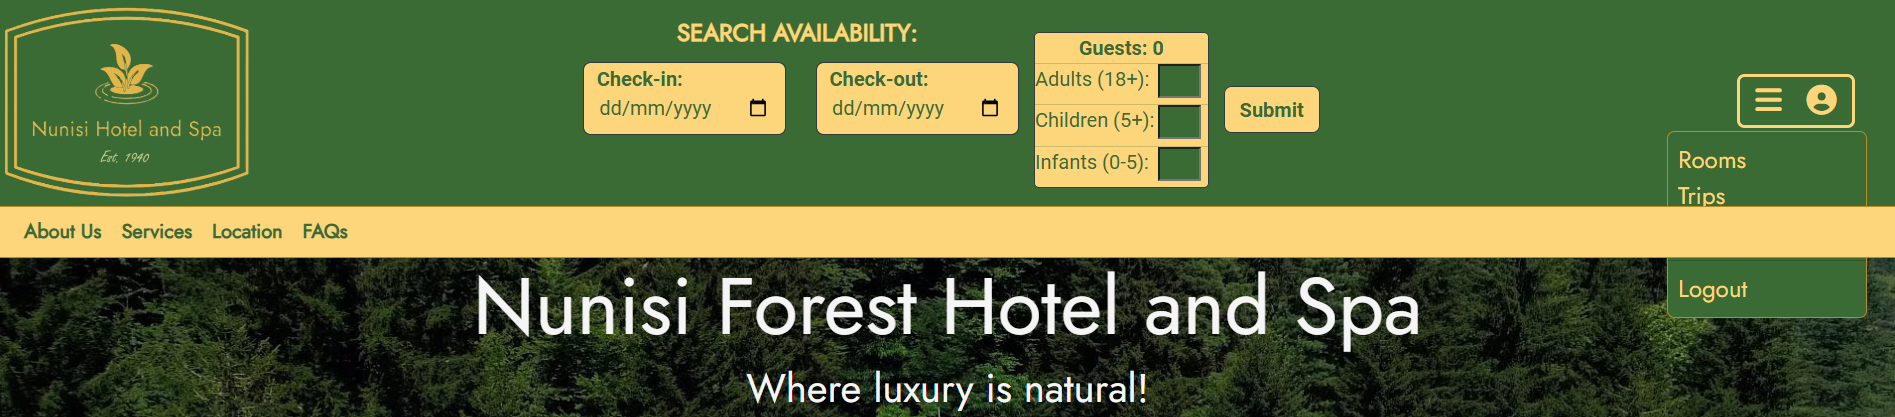 Nunisi Hotel and Spa
Est. 1940
SEARCH AVAILABILITY:
Check-in:
dd/mm/yyyy
Check-out:
dd/mm/yyyy
Guests: 0
Adults (18+):
Children (5+):
Infants (0-5):
Submit
Rooms
Trips
About Us Services Location FAQs
Logout
Nunisi Forest Hotel and Spa
Where luxury is natural!